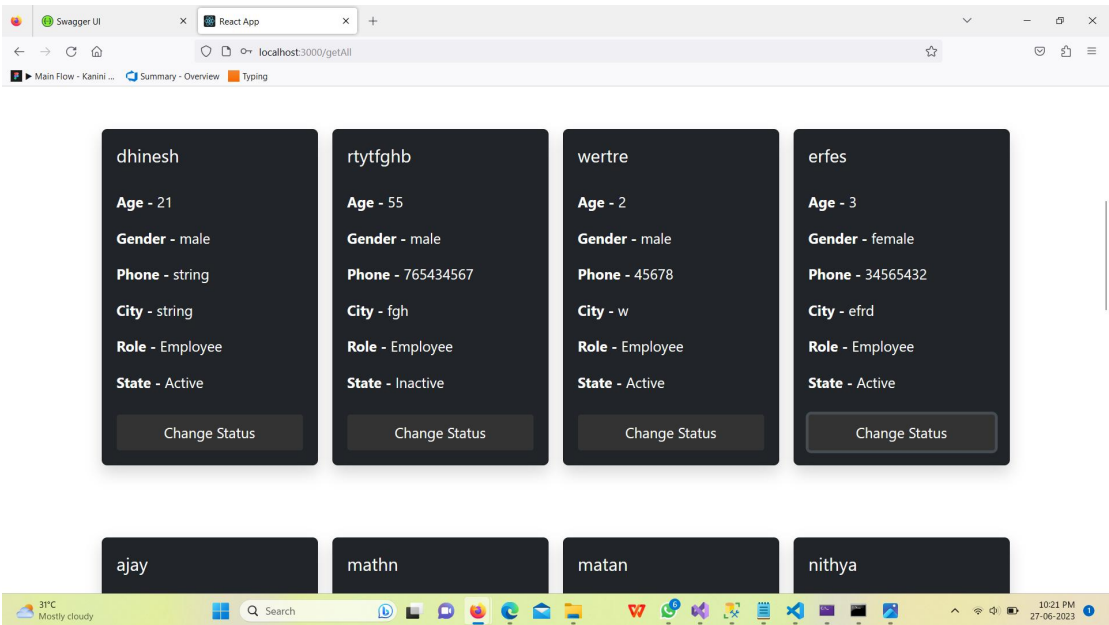 Swagger UI
React App
localhost:3000/getAll
Main Flow - Kanini ... Summary - Overview Typing
dhinesh
Age - 21
Gender - male
Phone - string
City - string
Role - Employee
State - Active
Change Status
rtytfghb
Age - 55
Gender - male
Phone - 765434567
City - fgh
Role - Employee
State - Inactive
Change Status
wertre
Age - 2
Gender - male
Phone - 45678
City - w
Role - Employee
State - Active
Change Status
erfes
Age - 3
Gender - female
Phone - 34565432
City - efrd
Role - Employee
State - Active
Change Status
ajay
mathn
matan
nithya
31°C
Mostly cloudy
Search
6
10:21 PM
27-06-2023
1